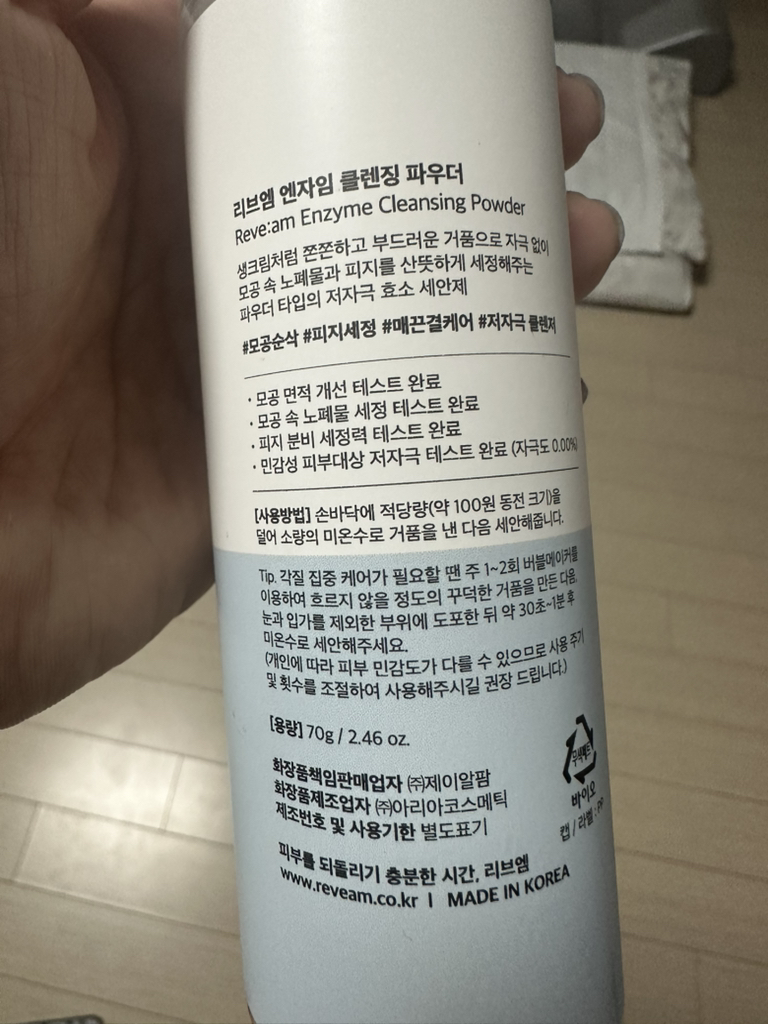 리브엠 엔자임 클렌징 파우더
Reve:am Enzyme Cleansing Powder
생크림처럼 쫀쫀하고 부드러운 거품으로 자극 없이
모공 속 노폐물과 피지를 산뜻하게 세정해주는
파우더 타입의 저자극 효소 세안제
#모공순삭 #피지세정 #매끈결케어 #저자극 클렌저
· 모공 면적 개선 테스트 완료
· 모공 속 노폐물 세정 테스트 완료
· 피지 분비 세정력 테스트 완료
· 민감성 피부대상 저자극 테스트 완료 (자극도 0.00%)
[사용방법] 손바닥에 적당량(약 100원 동전 크기)을
덜어 소량의 미온수로 거품을 낸 다음 세안해줍니다.
Tip. 각질 집중 케어가 필요할 땐 주 1~2회 버블메이커를
이용하여 흐르지 않을 정도의 꾸덕한 거품을 만든 다음,
눈과 입가를 제외한 부위에 도포한 뒤 약 30초~1분 후
미온수로 세안해주세요.
(개인에 따라 피부 민감도가 다를 수 있으므로 사용 주기
및 횟수를 조절하여 사용해주시길 권장 드립니다.)
[용량] 70g / 2.46 oz.
무색페트
바이오
캡 / 라벨 : PP
화장품책임판매업자 ㈜제이알팜
화장품제조업자 ㈜아리아코스메틱
제조번호 및 사용기한 별도표기
피부를 되돌리기 충분한 시간, 리브엠
www.reveam.co.kr | MADE IN KOREA